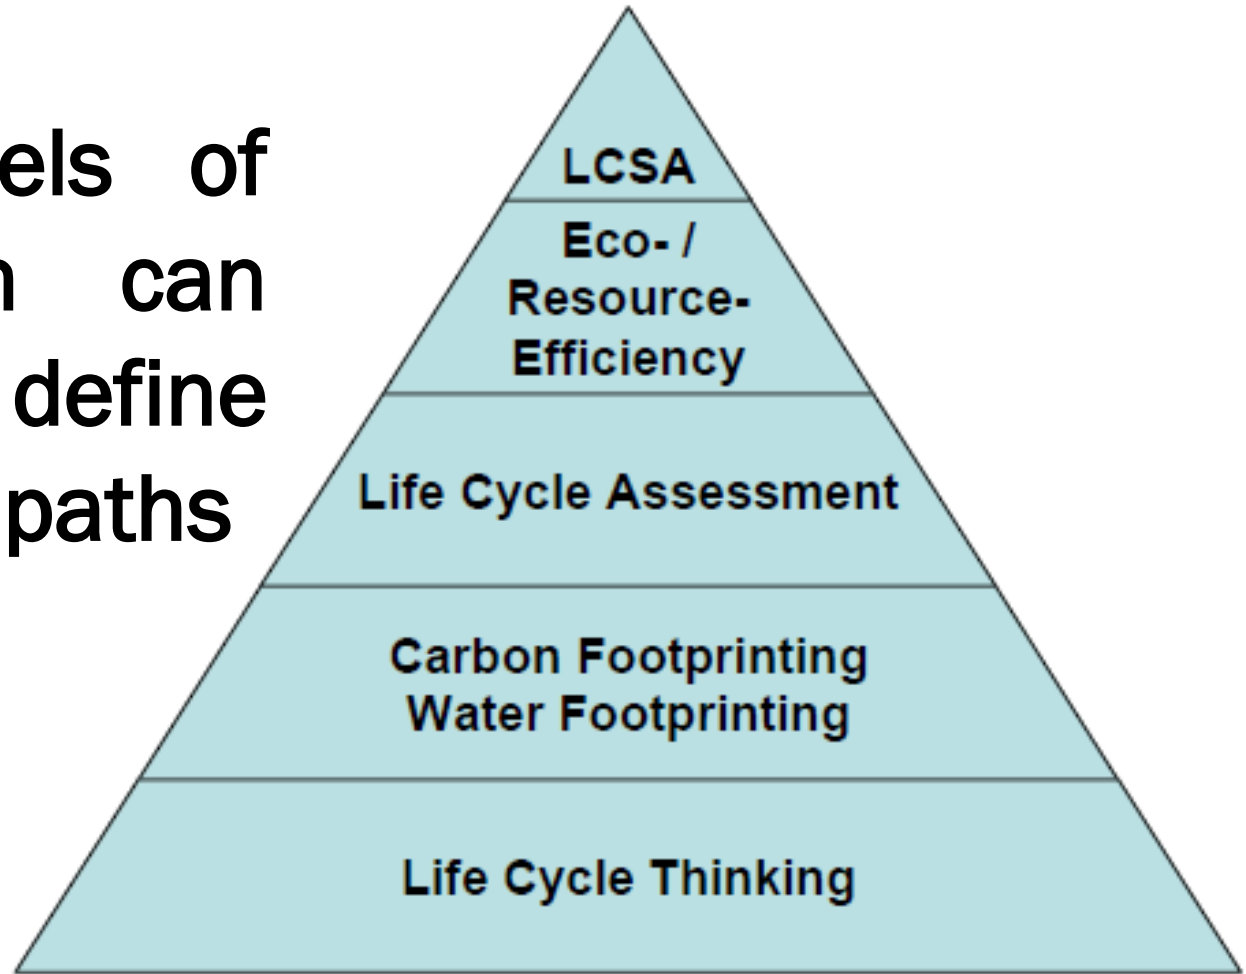 els of
can
define
paths
LCSA
Eco- /
Resource-
Efficiency
Life Cycle Assessment
Carbon Footprinting
Water Footprinting
Life Cycle Thinking